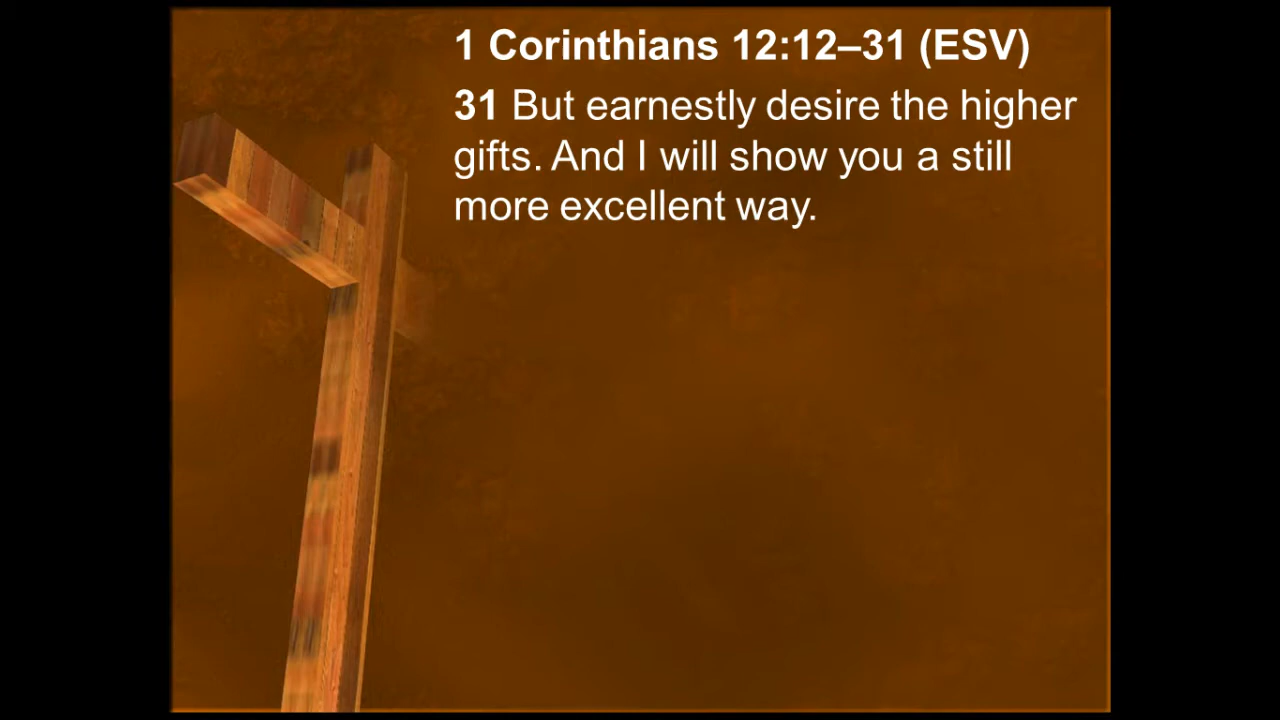 1 Corinthians 12:12–31 (ESV)
31 But earnestly desire the higher
gifts. And I will show you a still
more excellent way.